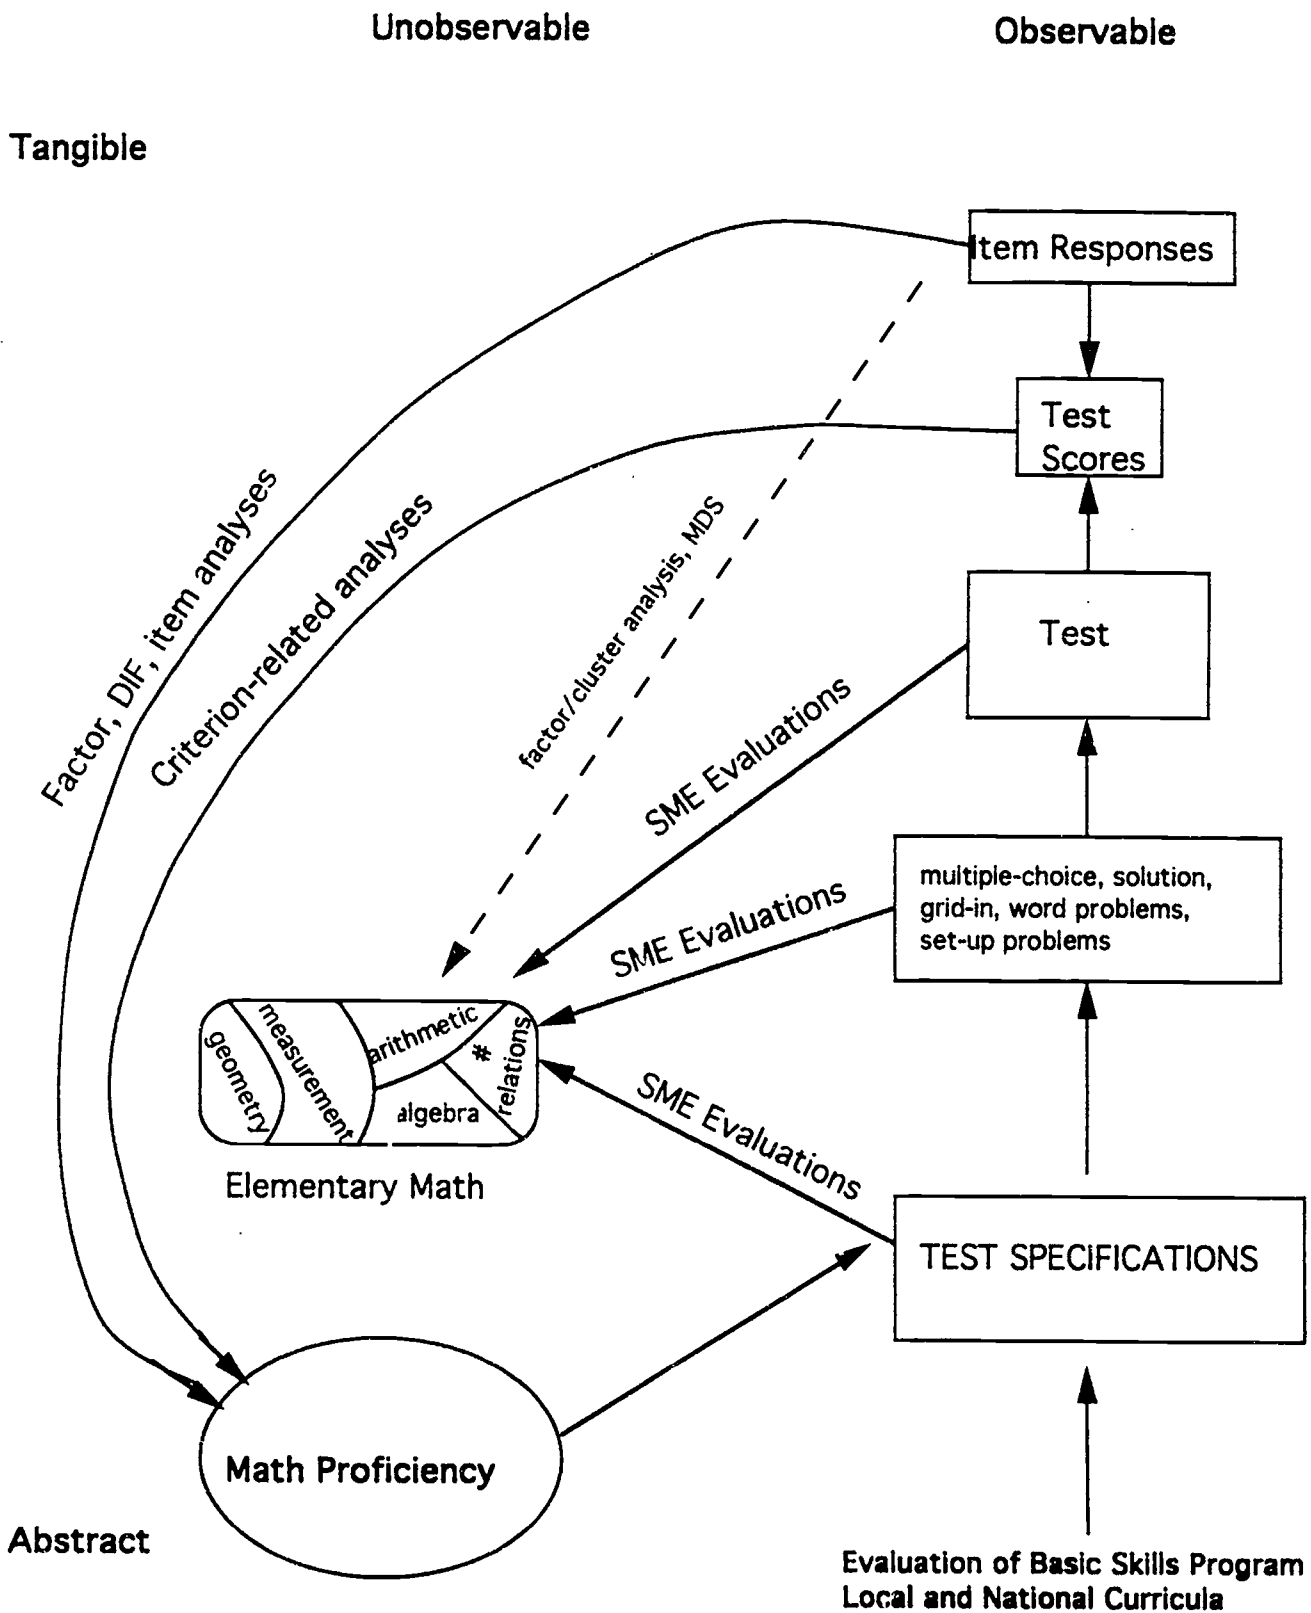 Unobservable
Observable
Tangible
Item Responses
Test
Scores
Factor, DIF, item analyses
Criterion-related analyses
factor/cluster analysis, MDS
Test
SME Evaluations
multiple-choice, solution,
grid-in, word problems,
set-up problems
SME Evaluations
geometry
measurement
arithmetic
#
relations
algebra
SME Evaluations
Elementary Math
TEST SPECIFICATIONS
Math Proficiency
Abstract
Evaluation of Basic Skills Program
Local and National Curricula